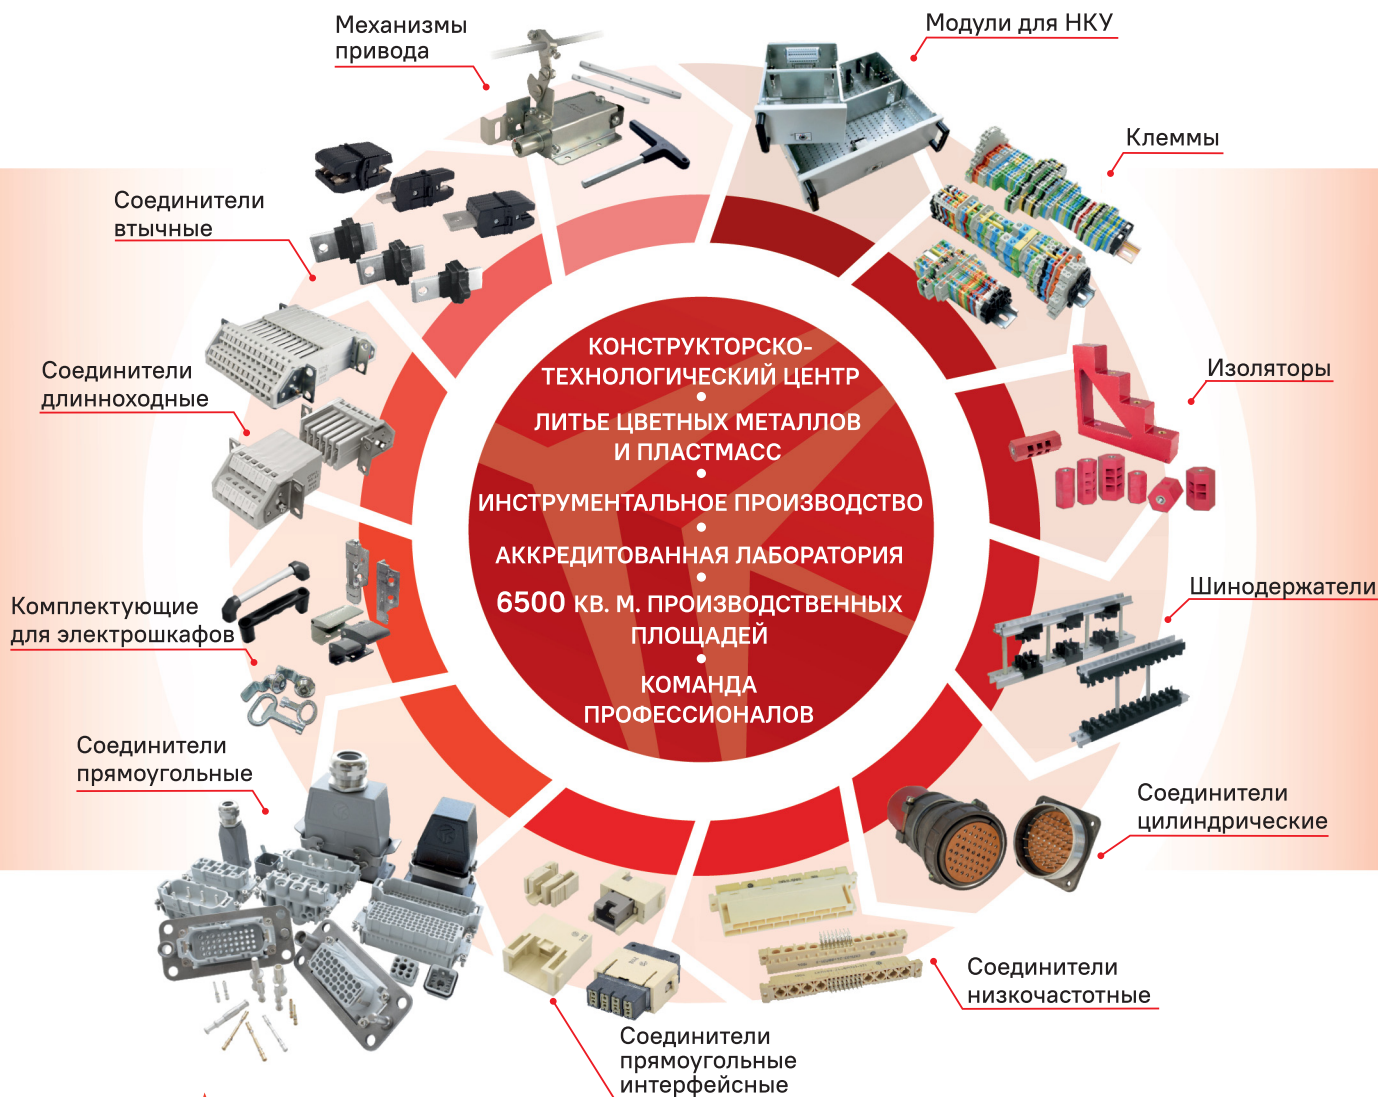 Механизмы
привода
Модули для НКУ
Клеммы
Соединители
втычные
Соединители
длинноходные
Изоляторы
КОНСТРУКТОРСКО-
ТЕХНОЛОГИЧЕСКИЙ ЦЕНТР
ЛИТЬЕ ЦВЕТНЫХ МЕТАЛЛОВ
И ПЛАСТМАСС
ИНСТРУМЕНТАЛЬНОЕ ПРОИЗВОДСТВО
АККРЕДИТОВАННАЯ ЛАБОРАТОРИЯ
6500 КВ. М. ПРОИЗВОДСТВЕННЫХ
ПЛОЩАДЕЙ
КОМАНДА
ПРОФЕССИОНАЛОВ
Шинодержатели
Комплектующие
для электрошкафов
Соединители
прямоугольные
Соединители
цилиндрические
Соединители
низкочастотные
Соединители
прямоугольные
интерфейсные